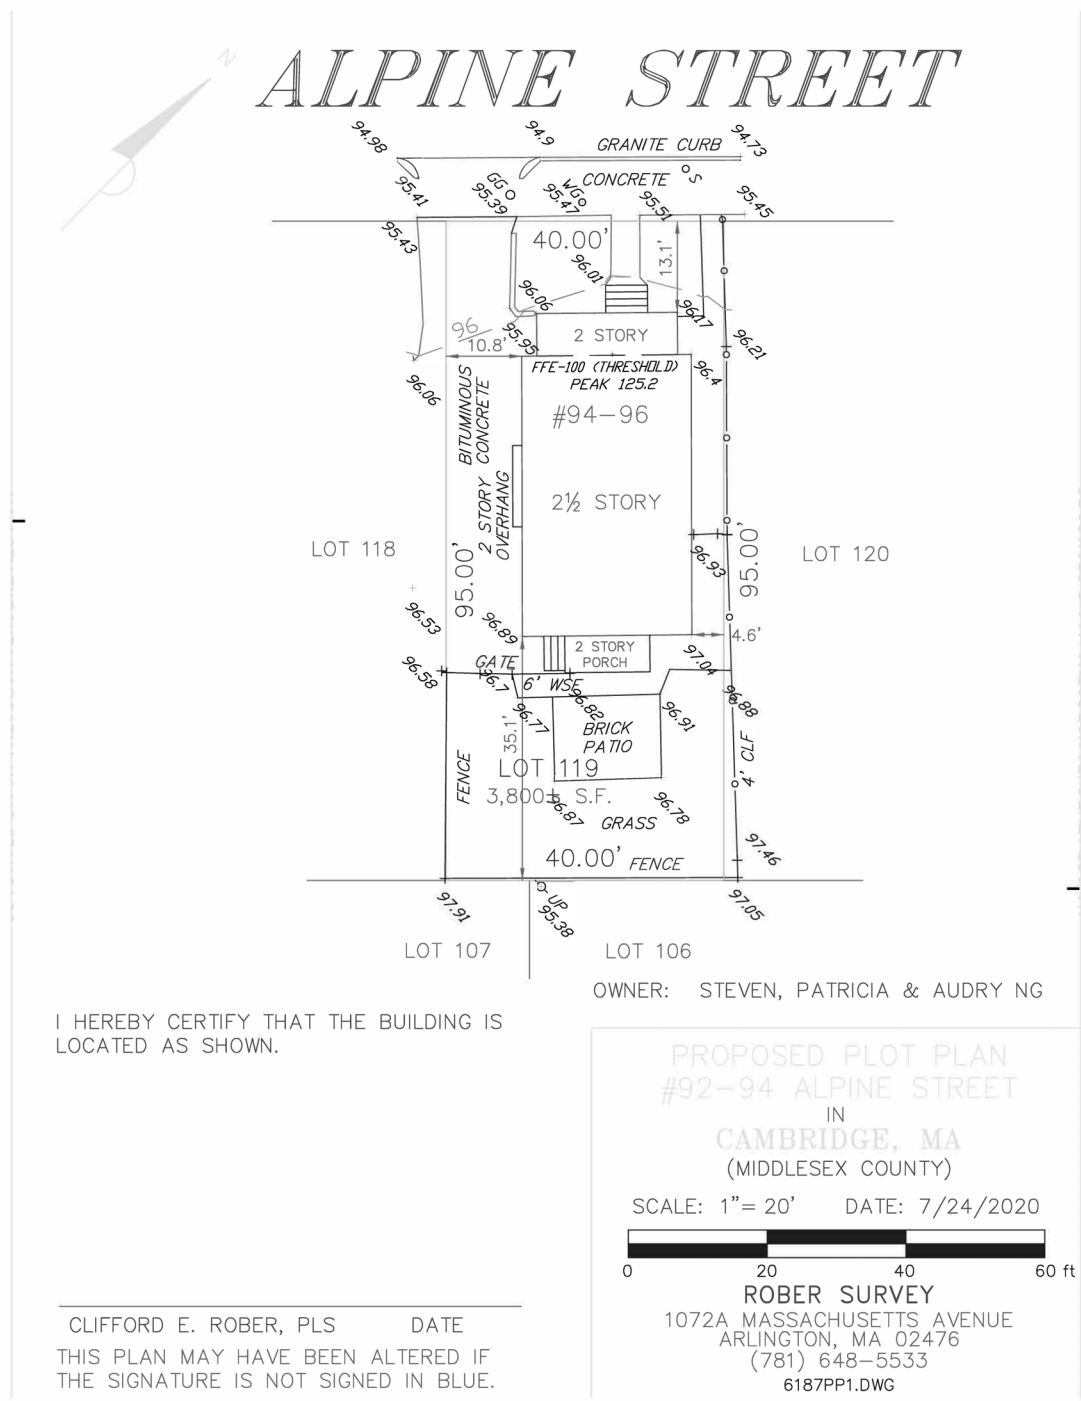 N
ALPINE STREET
94.98
94.9
94.73
GRANITE CURB
CONCRETE
S
GG
WG
95.41
95.39
95.47
95.51
95.45
95.43
40.00'
13.1'
96.01
96.06
96.17
96
95.95
2 STORY
96.21
10.8'
FFE-100 (THRESHOLD)
PEAK 125.2
96.4
96.06
#94-96
BITUMINOUS
CONCRETE
2½ STORY
2 STORY
OVERHANG
LOT 118
95.00'
96.93
95.00'
LOT 120
96.53
96.89
4.6'
2 STORY
PORCH
97.04
96.58
GATE
96.7
6' WSF
96.82
96.88
96.77
96.91
35.1'
BRICK
PATIO
FENCE
4' CLF
LOT 119
3,800± S.F.
96.87
96.78
GRASS
97.46
40.00'
FENCE
97.91
UP
95.38
97.05
LOT 107
LOT 106
OWNER: STEVEN, PATRICIA & AUDRY NG
I HEREBY CERTIFY THAT THE BUILDING IS
LOCATED AS SHOWN.
PROPOSED PLOT PLAN
#92-94 ALPINE STREET
IN
CAMBRIDGE, MA
(MIDDLESEX COUNTY)
SCALE: 1"= 20' DATE: 7/24/2020
0 20 40 60 ft
ROBER SURVEY
1072A MASSACHUSETTS AVENUE
ARLINGTON, MA 02476
(781) 648-5533
6187PP1.DWG
CLIFFORD E. ROBER, PLS DATE
THIS PLAN MAY HAVE BEEN ALTERED IF
THE SIGNATURE IS NOT SIGNED IN BLUE.